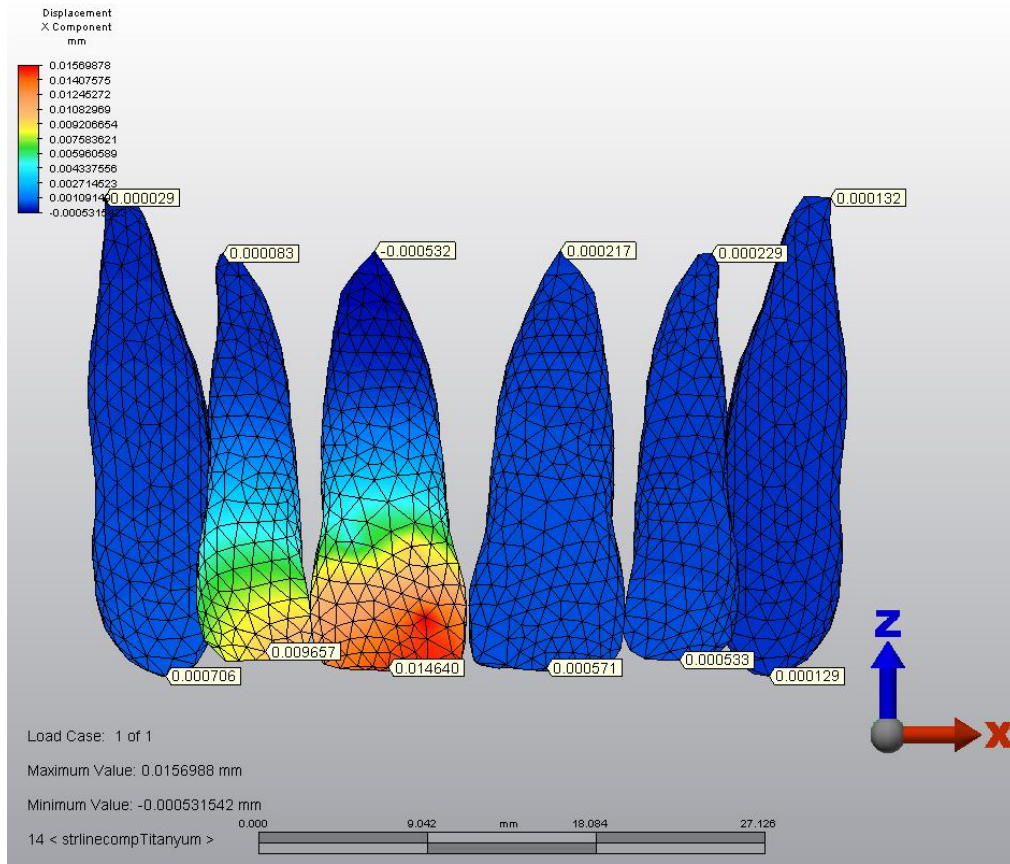 Displacement
X Component
mm
0.01569878
0.01407575
0.01245272
0.01082969
0.009206654
0.007583621
0.005960589
0.004337556
0.002714523
0.00109149
-0.0005315
0.000029
0.000132
0.000083
-0.000532
0.000217
0.000229
0.009657
0.014640
0.000571
0.000533
0.000706
0.000129
Z
X
Load Case: 1 of 1
Maximum Value: 0.0156988 mm
Minimum Value: -0.000531542 mm
0.000 9.042 mm 18.084 27.126
14 < strlinecompTitanyum >